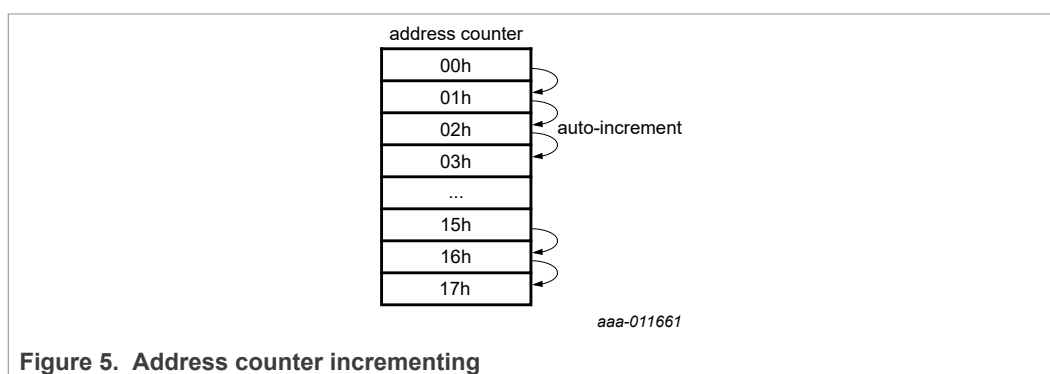 address counter
00h
01h
02h
auto-increment
03h
...
15h
16h
17h
aaa-011661
Figure 5. Address counter incrementing